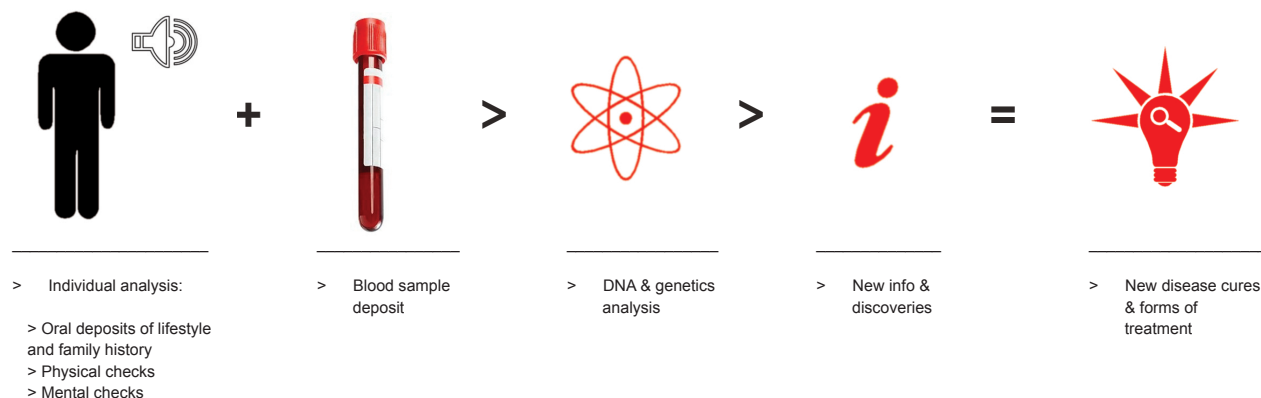 + > > =
> Individual analysis:
> Oral deposits of lifestyle
and family history
> Physical checks
> Mental checks
> Blood sample
deposit
> DNA & genetics
analysis
i
> New info &
discoveries
> New disease cures
& forms of
treatment